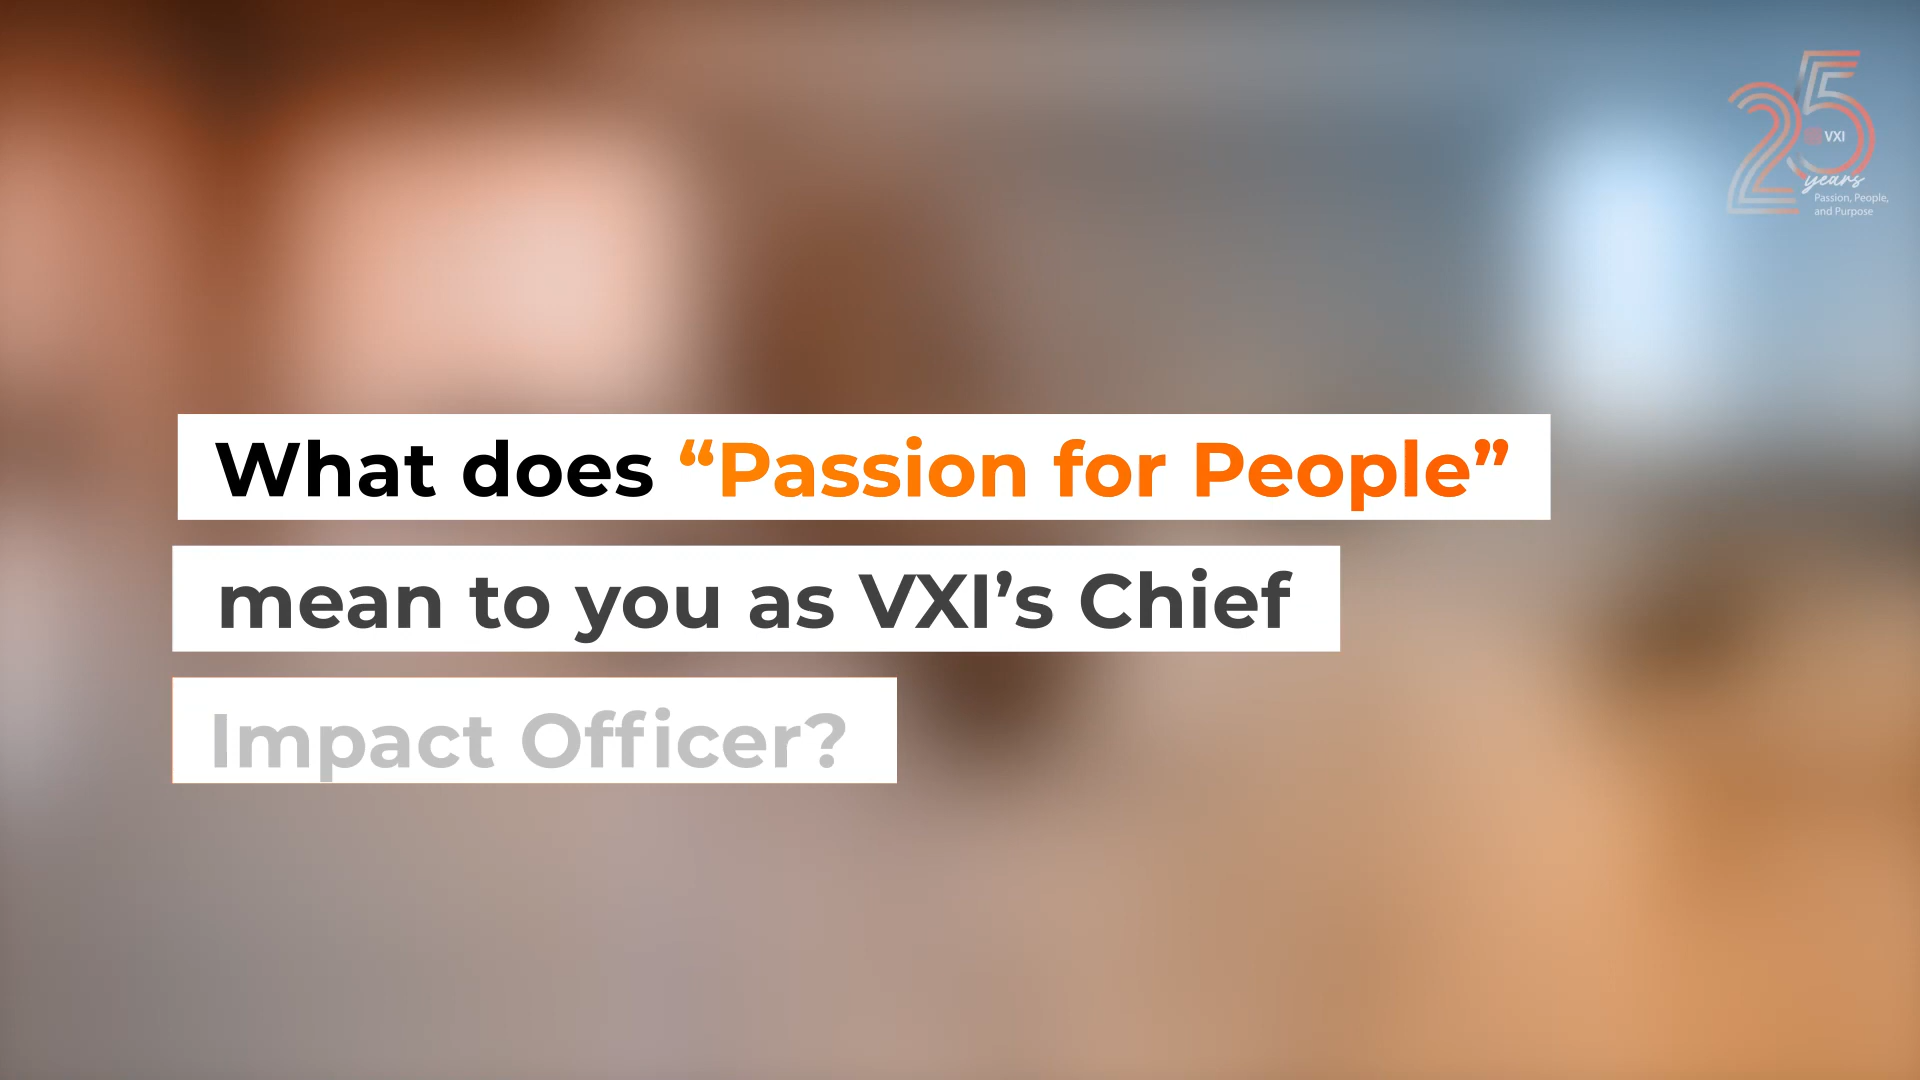 25
VXI
years
Passion, People,
and Purpose
What does “Passion for People”
mean to you as VXI’s Chief
Impact Officer?